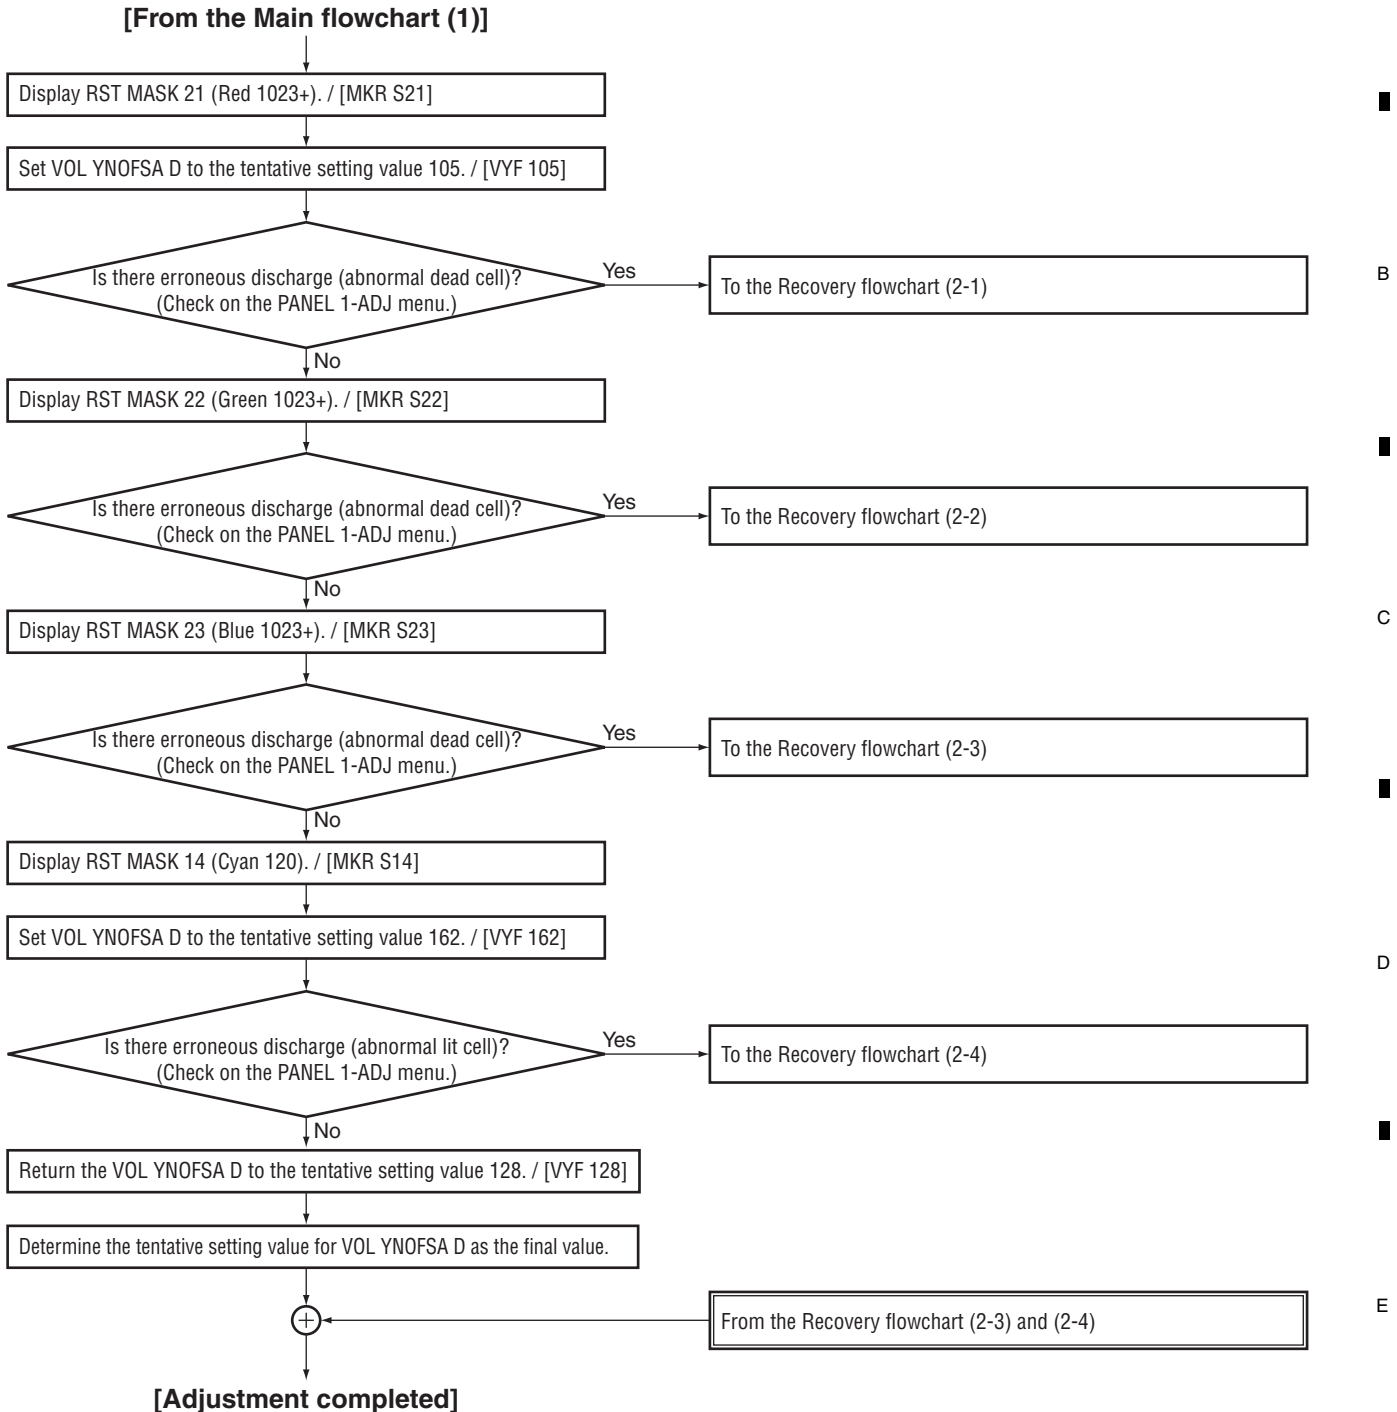 [From the Main flowchart (1)]
Display RST MASK 21 (Red 1023+). / [MKR S21]
Set VOL YNOFSA D to the tentative setting value 105. / [VYF 105]
Is there erroneous discharge (abnormal dead cell)?
(Check on the PANEL 1-ADJ menu.)
Yes
To the Recovery flowchart (2-1)
B
No
Display RST MASK 22 (Green 1023+). / [MKR S22]
Is there erroneous discharge (abnormal dead cell)?
(Check on the PANEL 1-ADJ menu.)
Yes
To the Recovery flowchart (2-2)
No
Display RST MASK 23 (Blue 1023+). / [MKR S23]
C
Is there erroneous discharge (abnormal dead cell)?
(Check on the PANEL 1-ADJ menu.)
Yes
To the Recovery flowchart (2-3)
No
Display RST MASK 14 (Cyan 120). / [MKR S14]
Set VOL YNOFSA D to the tentative setting value 162. / [VYF 162]
D
Is there erroneous discharge (abnormal lit cell)?
(Check on the PANEL 1-ADJ menu.)
Yes
To the Recovery flowchart (2-4)
No
Return the VOL YNOFSA D to the tentative setting value 128. / [VYF 128]
Determine the tentative setting value for VOL YNOFSA D as the final value.
From the Recovery flowchart (2-3) and (2-4)
E
[Adjustment completed]